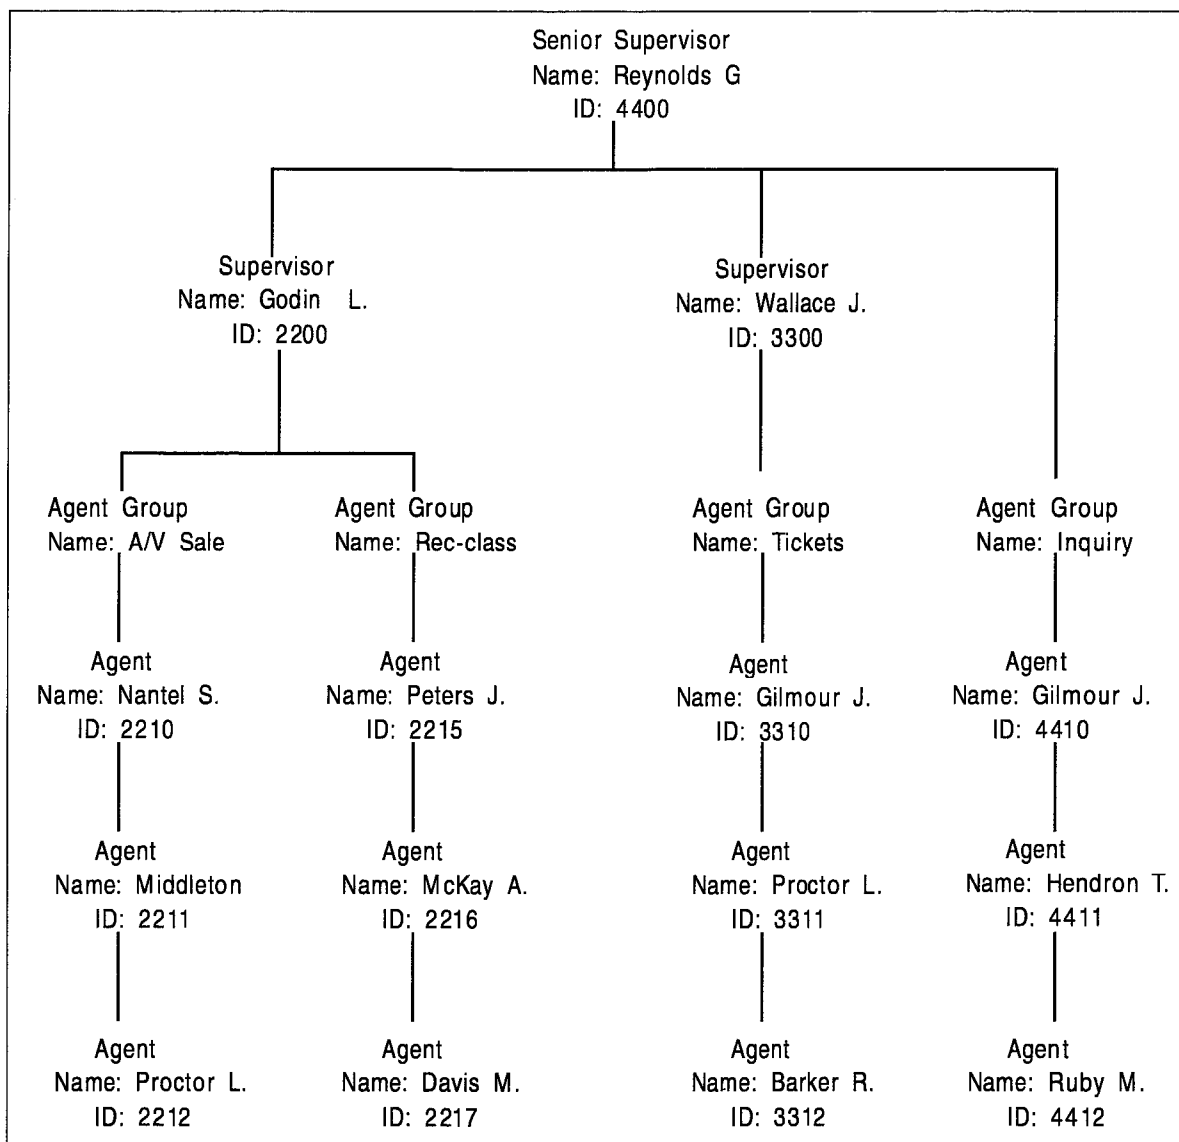 Senior Supervisor
Name: Reynolds G
ID: 4400
Supervisor
Name: Godin L.
ID: 2200
Supervisor
Name: Wallace J.
ID: 3300
Agent Group
Name: A/V Sale
Agent Group
Name: Rec-class
Agent Group
Name: Tickets
Agent Group
Name: Inquiry
Agent
Name: Nantel S.
ID: 2210
Agent
Name: Peters J.
ID: 2215
Agent
Name: Gilmour J.
ID: 3310
Agent
Name: Gilmour J.
ID: 4410
Agent
Name: Middleton
ID: 2211
Agent
Name: McKay A.
ID: 2216
Agent
Name: Proctor L.
ID: 3311
Agent
Name: Hendron T.
ID: 4411
Agent
Name: Proctor L.
ID: 2212
Agent
Name: Davis M.
ID: 2217
Agent
Name: Barker R.
ID: 3312
Agent
Name: Ruby M.
ID: 4412